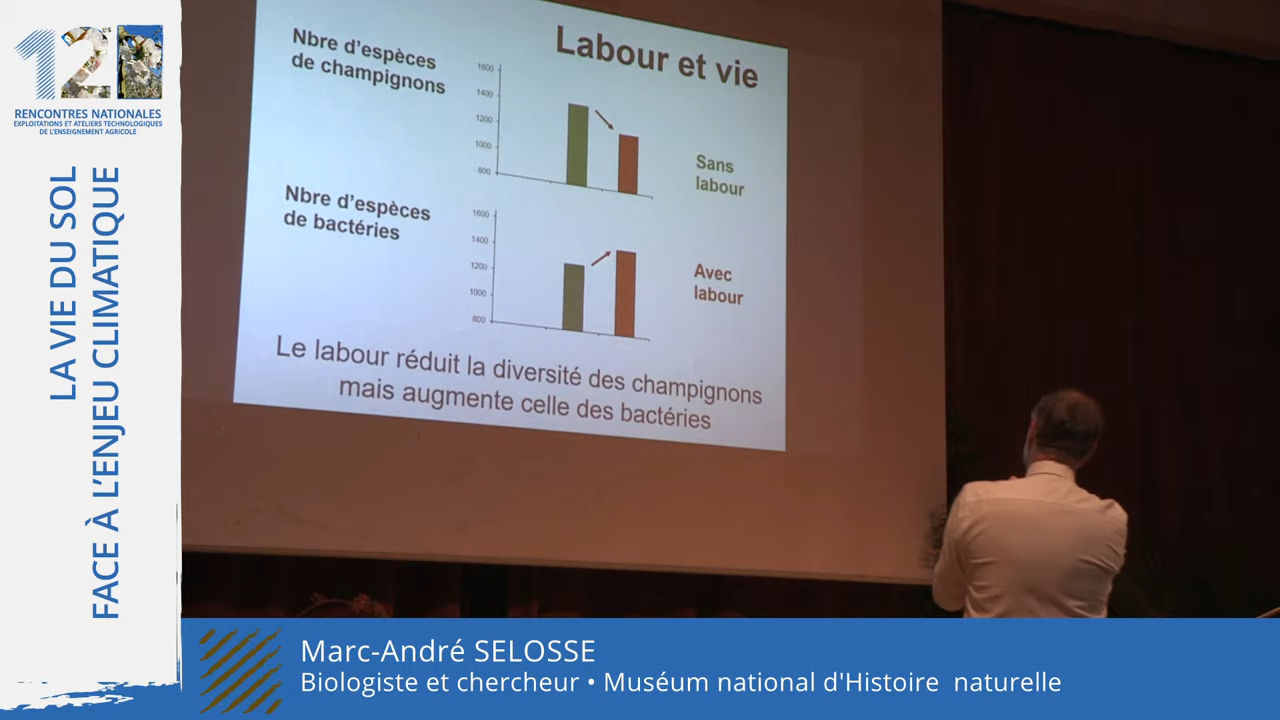 12es
RENCONTRES NATIONALES
EXPLOITATIONS ET ATELIERS TECHNOLOGIQUES
DE L'ENSEIGNEMENT AGRICOLE
LA VIE DU SOL
FACE À L'ENJEU CLIMATIQUE
Labour et vie
Nbre d'espèces
de champignons
1600
1400
1200
1000
800
Sans
labour
Nbre d'espèces
de bactéries
1600
1400
1200
1000
800
Avec
labour
Le labour réduit la diversité des champignons
mais augmente celle des bactéries
Marc-André SELOSSE
Biologiste et chercheur • Muséum national d'Histoire naturelle